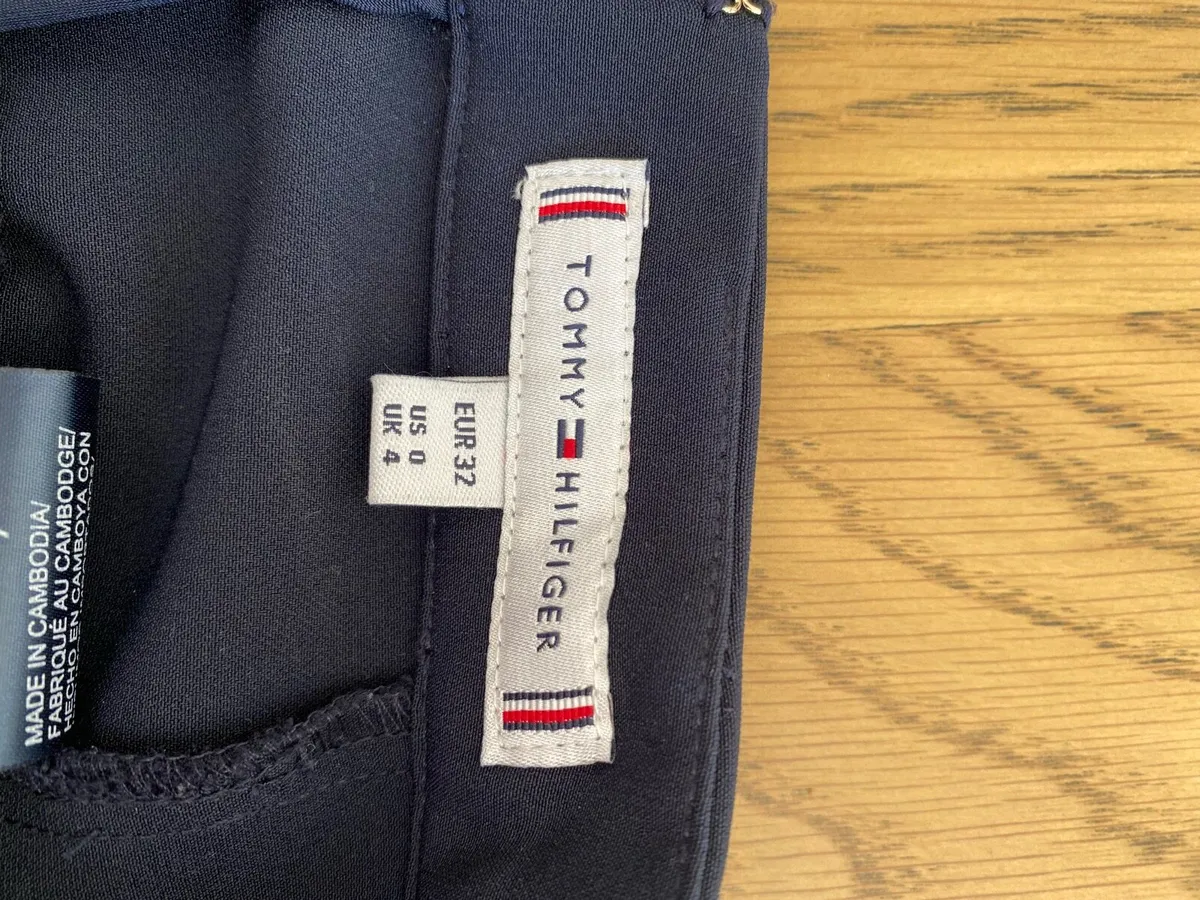 TOMMY HILFIGER
EUR 32
US 0
UK 4
MADE IN CAMBODIA/
FABRIQUÉ AU CAMBODGE/
HECHO EN CAMBOYA CON